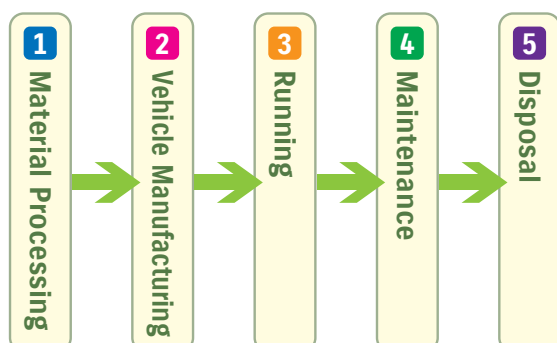 1
Material Processing
2
Vehicle Manufacturing
3
Running
4
Maintenance
5
Disposal